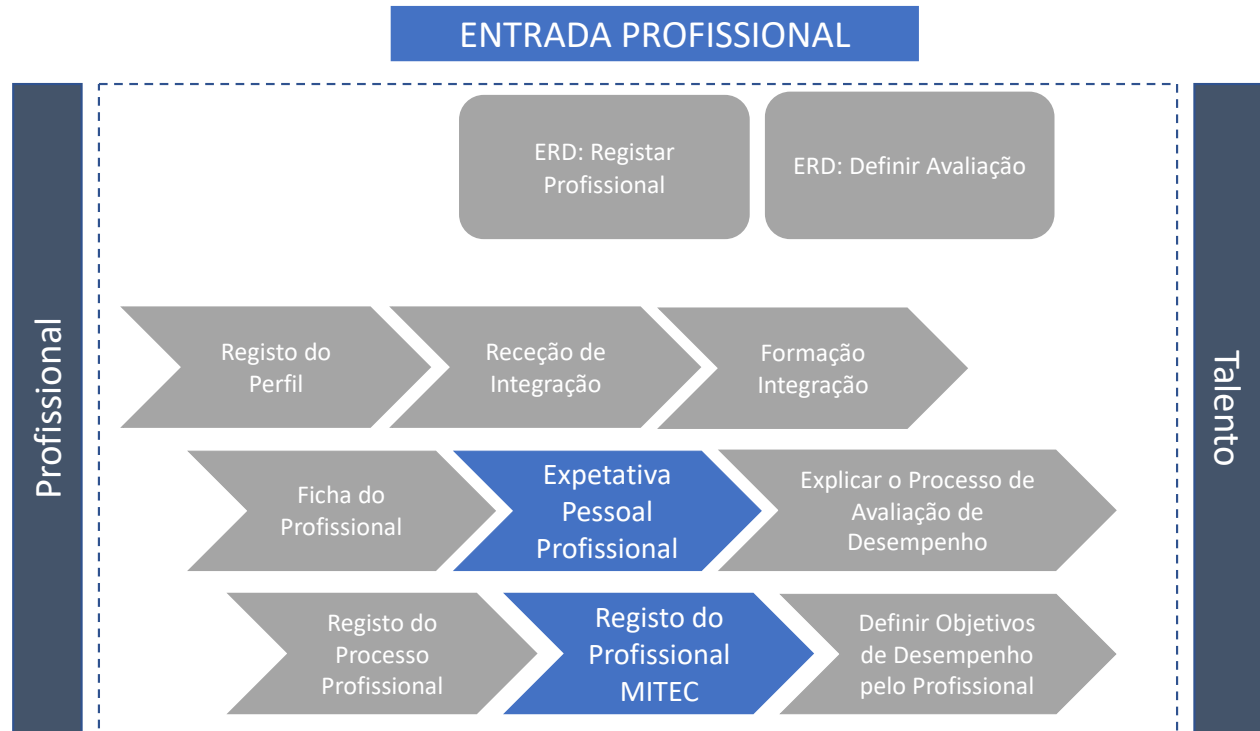 ENTRADA PROFISSIONAL
Profissional
ERD: Registar
Profissional
ERD: Definir Avaliação
Registo do
Perfil
Receção de
Integração
Formação
Integração
Ficha do
Profissional
Expetativa
Pessoal
Profissional
Explicar o Processo de
Avaliação de
Desempenho
Registo do
Processo
Profissional
Registo do
Profissional
MITEC
Definir Objetivos
de Desempenho
pelo Profissional
Talento